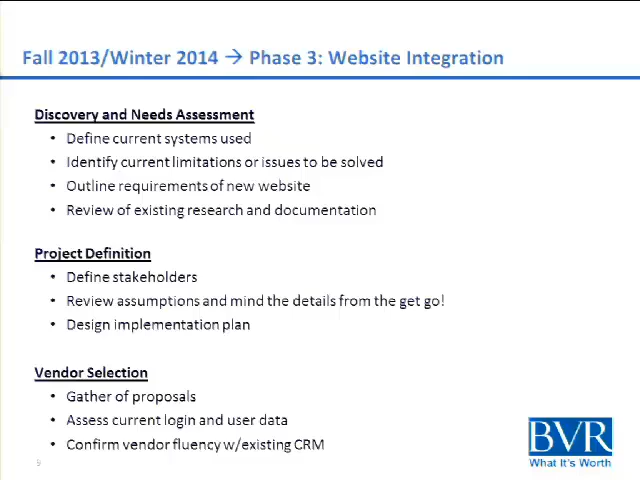 Fall 2013/Winter 2014 → Phase 3: Website Integration
Discovery and Needs Assessment
• Define current systems used
• Identify current limitations or issues to be solved
• Outline requirements of new website
• Review of existing research and documentation
Project Definition
• Define stakeholders
• Review assumptions and mind the details from the get go!
• Design implementation plan
Vendor Selection
• Gather of proposals
• Assess current login and user data
• Confirm vendor fluency w/existing CRM
BVR
What It's Worth
9